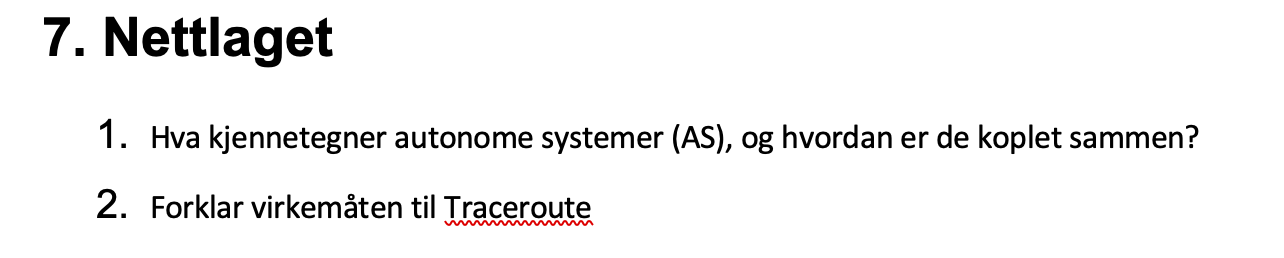 7. Nettlaget
1. Hva kjennetegner autonome systemer (AS), og hvordan er de koplet sammen?
2. Forklar virkemåten til Traceroute